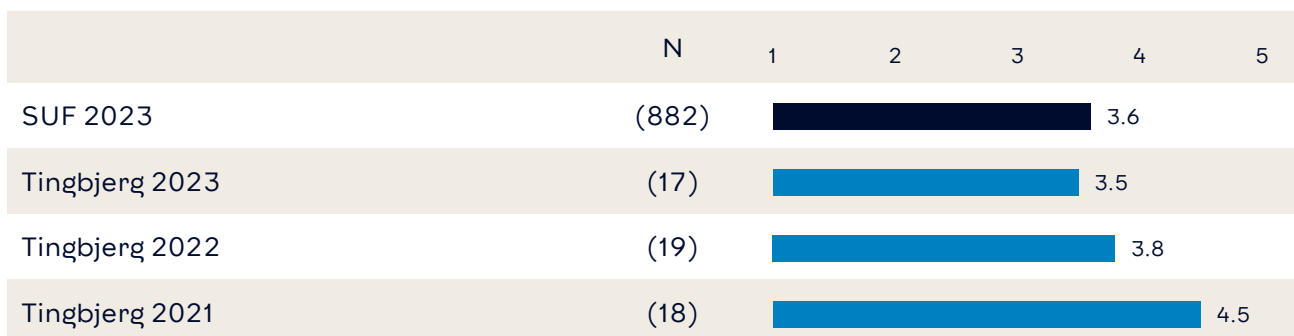 N 1 2 3 4 5
SUF 2023 (882) 3.6
Tingbjerg 2023 (17) 3.5
Tingbjerg 2022 (19) 3.8
Tingbjerg 2021 (18) 4.5